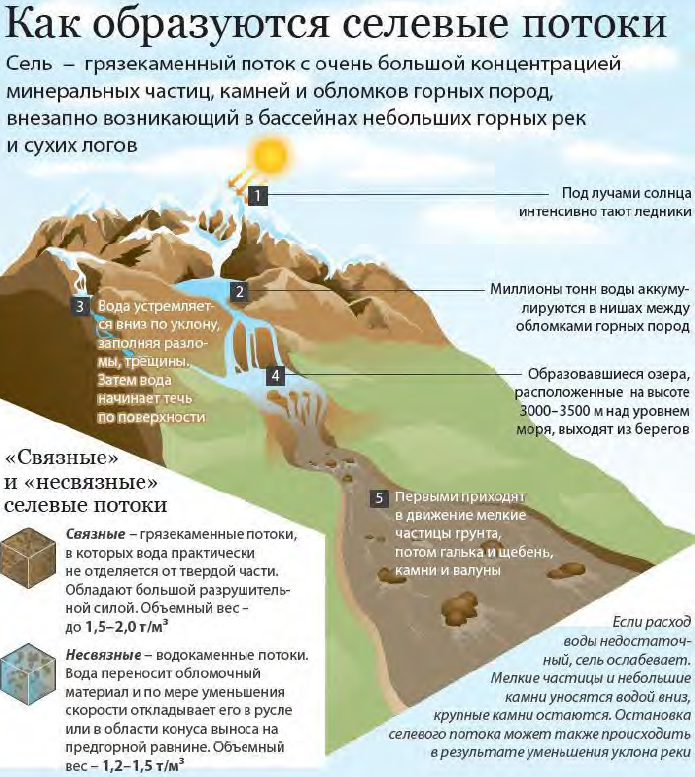 Как образуются селевые потоки
Сель – грязекаменный поток с очень большой концентрацией
минеральных частиц, камней и обломков горных пород,
внезапно возникающий в бассейнах небольших горных рек
и сухих логов
1
Под лучами солнца
интенсивно тают ледники
2
Миллионы тонн воды аккуму-
лируются в нишах между
обломками горных пород
3
Вода устремляет-
ся вниз по уклону,
заполняя разло-
мы, трещины.
Затем вода
начинает течь
по поверхности
4
Образовавшиеся озера,
расположенные на высоте
3000–3500 м над уровнем
моря, выходят из берегов
5
Первыми приходят
в движение мелкие
частицы грунта,
потом галька и щебень,
камни и валуны
«Связные»
и «несвязные»
селевые потоки
Связные – грязекаменные потоки,
в которых вода практически
не отделяется от твердой части.
Обладают большой разрушитель-
ной силой. Объемный вес –
до 1,5–2,0 т/м³
Несвязные – водокаменные потоки.
Вода переносит обломочный
материал и по мере уменьшения
скорости откладывает его в русле
или в области конуса выноса на
предгорной равнине. Объемный
вес – 1,2–1,5 т/м³
Если расход
воды недостаточ-
ный, сель ослабевает.
Мелкие частицы и небольшие
камни уносятся водой вниз,
крупные камни остаются. Остановка
селевого потока может также происходить
в результате уменьшения уклона реки